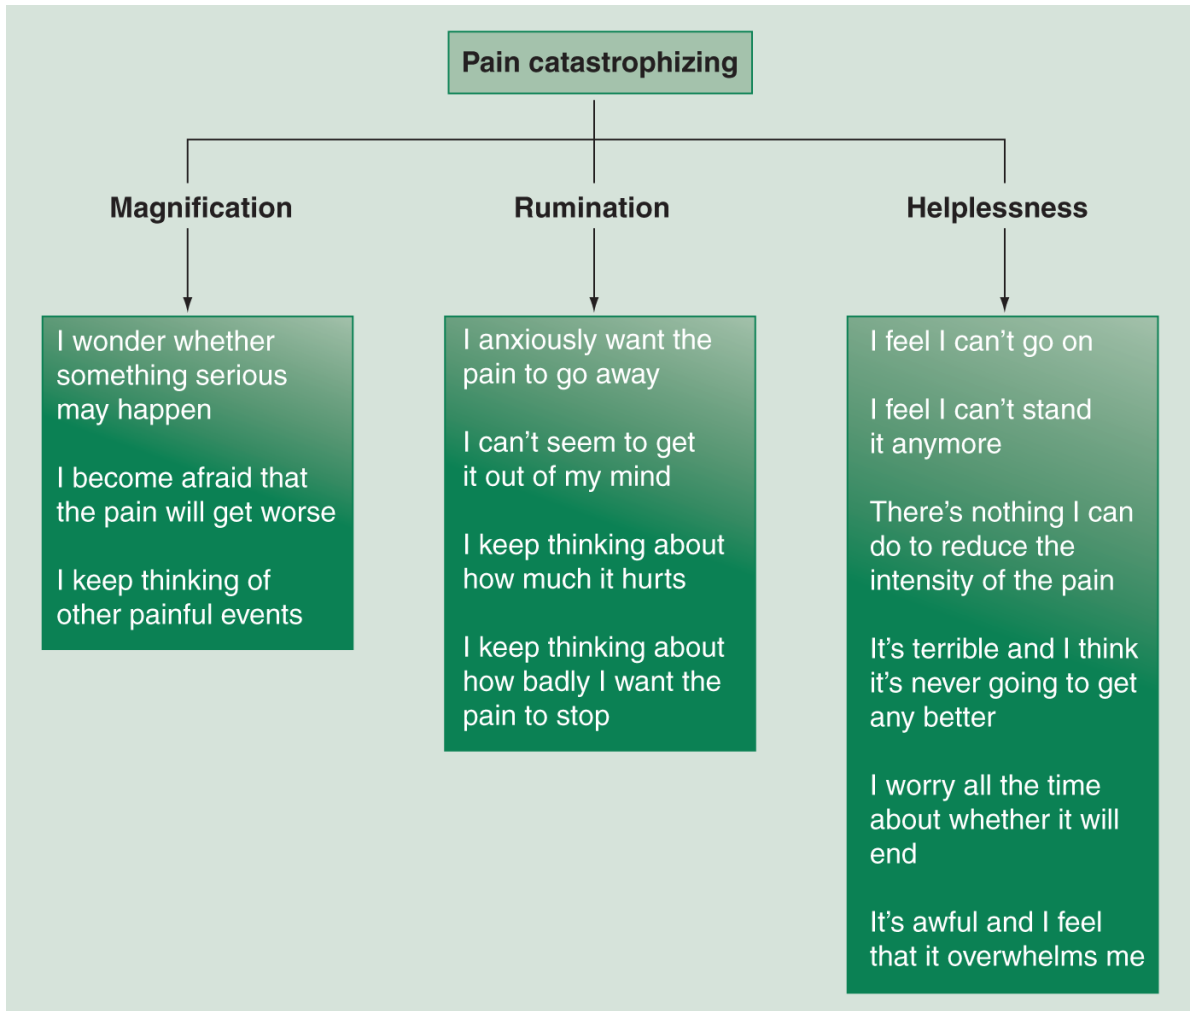 Pain catastrophizing
Magnification
I wonder whether
something serious
may happen
I become afraid that
the pain will get worse
I keep thinking of
other painful events
Rumination
I anxiously want the
pain to go away
I can’t seem to get
it out of my mind
I keep thinking about
how much it hurts
I keep thinking about
how badly I want the
pain to stop
Helplessness
I feel I can’t go on
I feel I can’t stand
it anymore
There’s nothing I can
do to reduce the
intensity of the pain
It’s terrible and I think
it’s never going to get
any better
I worry all the time
about whether it will
end
It’s awful and I feel
that it overwhelms me